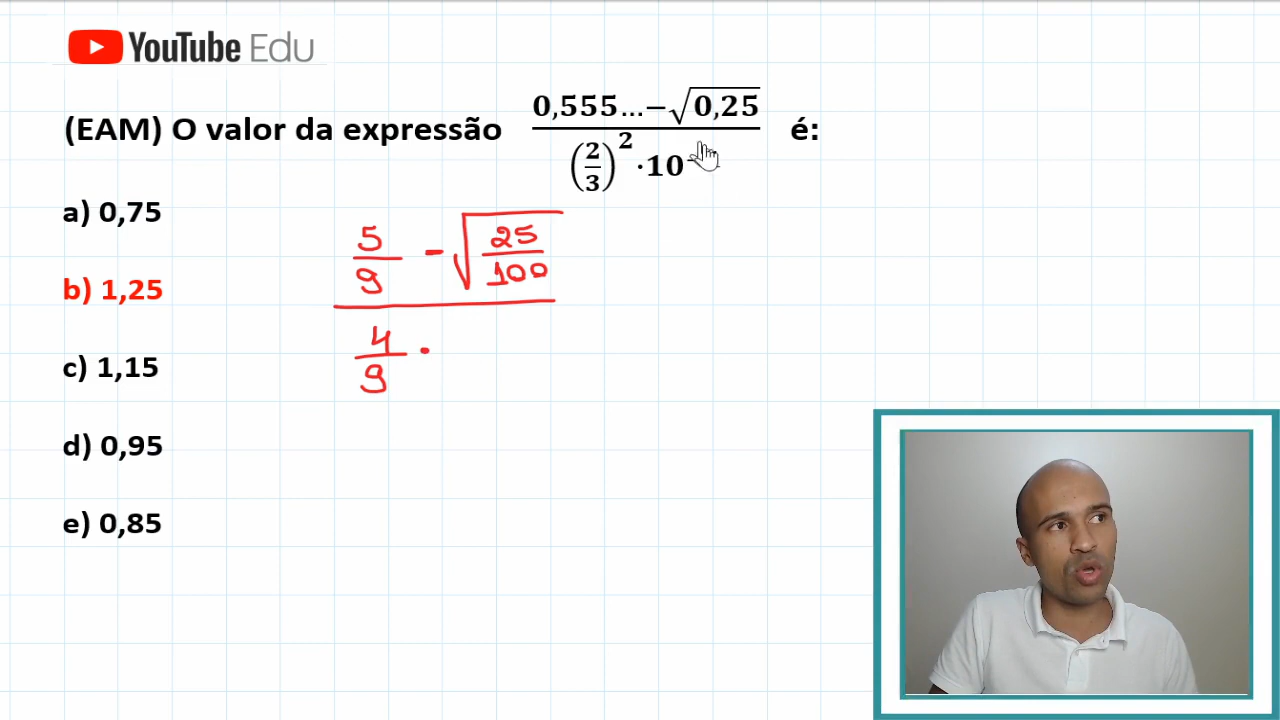 YouTube Edu
(EAM) O valor da expressão (0,555...−√0,25) / ((2/3)^2 · 10^-) é:
a) 0,75
b) 1,25
c) 1,15
d) 0,95
e) 0,85
5/9 - √(25/100)
4/9 ·